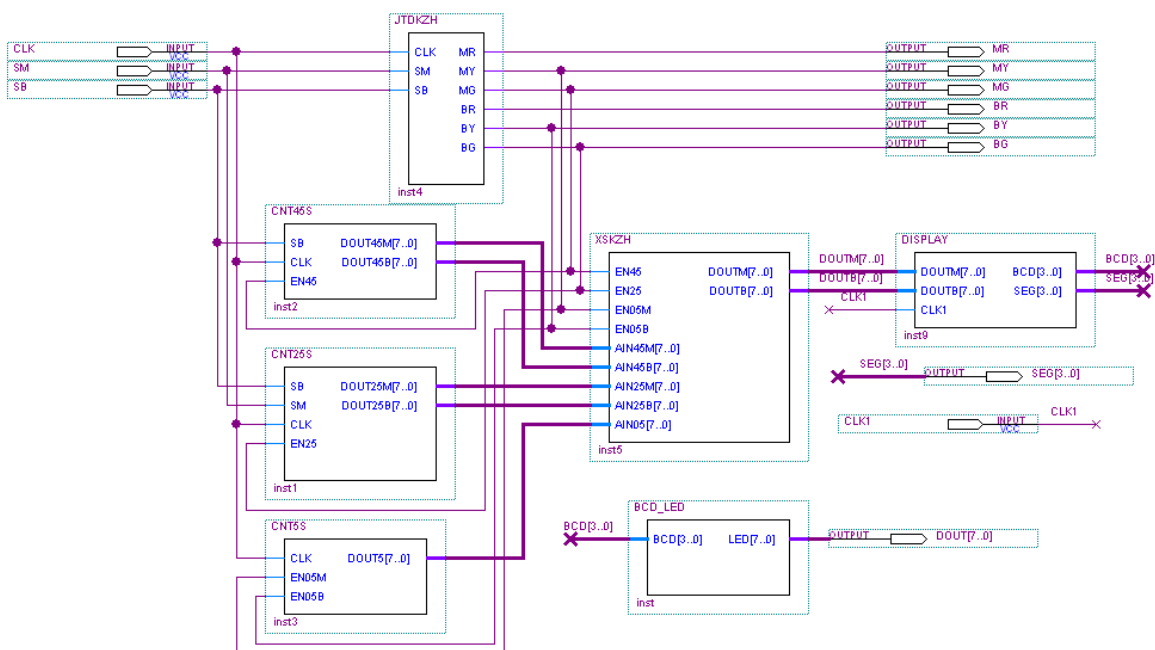 JTDKZH
CLK INPUT VCC
SM INPUT VCC
SB INPUT VCC
CLK MR
SM MY
SB MG
BR
BY
BG
inst4
OUTPUT MR
OUTPUT MY
OUTPUT MG
OUTPUT BR
OUTPUT BY
OUTPUT BG
CNT45S
SB DOUT45M[7..0]
CLK DOUT45B[7..0]
EN45
inst2
CNT25S
SB DOUT25M[7..0]
SM DOUT25B[7..0]
CLK
EN25
inst1
CNT5S
CLK DOUT5[7..0]
EN05M
EN05B
inst3
XSKZH
EN45 DOUTM[7..0]
EN25 DOUTB[7..0]
EN05M
EN05B
AIN45M[7..0]
AIN45B[7..0]
AIN25M[7..0]
AIN25B[7..0]
AIN05[7..0]
inst5
DOUTM[7..0]
DOUTB[7..0]
CLK1
DISPLAY
DOUTM[7..0] BCD[3..0]
DOUTB[7..0] SEG[3..0]
CLK1
inst9
BCD[3..0]
SEG[3..0]
SEG[3..0] OUTPUT SEG[3..0]
CLK1 INPUT VCC CLK1
BCD_LED
BCD[3..0]
BCD[3..0] LED[7..0]
inst
OUTPUT DOUT[7..0]